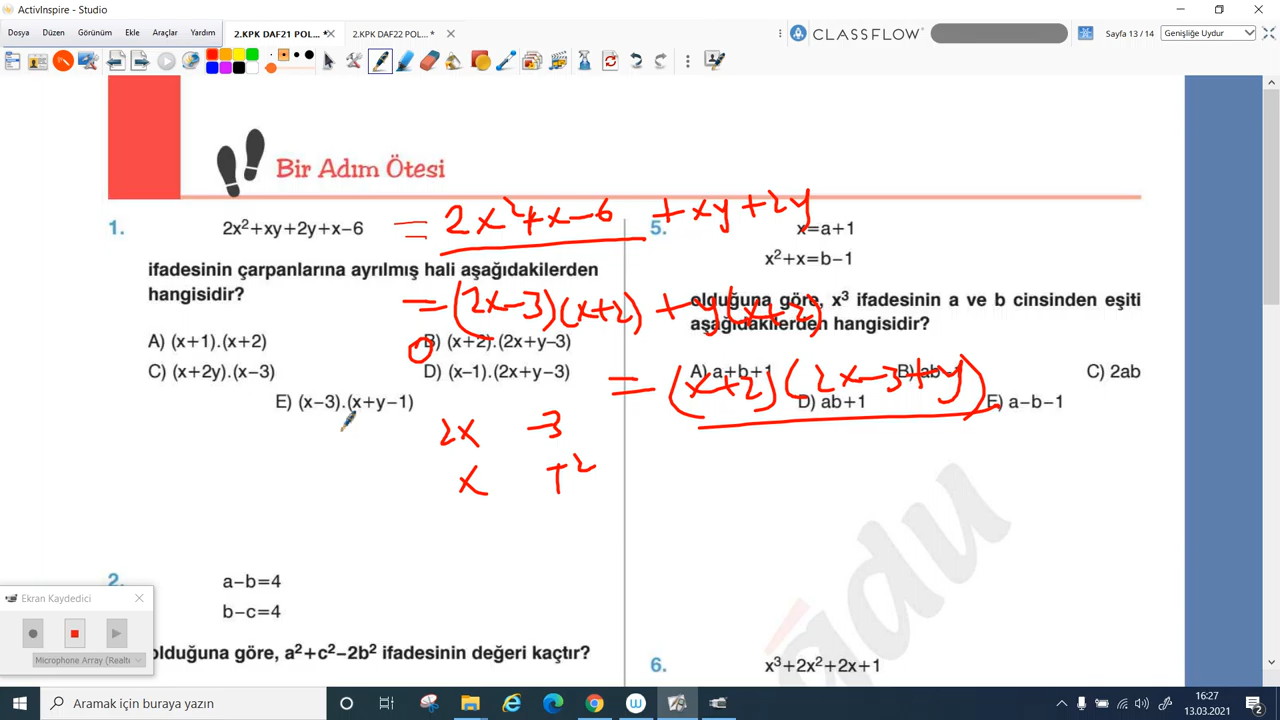 ActivInspire - Studio
Dosya Düzen Görünüm Ekle Araçlar Yardım
2.KPK DAF21 POL... *
2.KPK DAF22 POL... *
CLASSFLOW
Sayfa 13 / 14
Genişliğe Uydur
Bir Adım Ötesi
1.
2x²+xy+2y+x−6
= 2x²+x−6 + xy + 2y
ifadesinin çarpanlarına ayrılmış hali aşağıdakilerden
hangisidir?
= (2x−3)(x+2) + y(x+2)
A) (x+1).(x+2)
B) (x+2).(2x+y−3)
C) (x+2y).(x−3)
D) (x−1).(2x+y−3)
E) (x−3).(x+y−1)
= (x+2)(2x−3+y)
2x −3
x +2
2.
a−b=4
b−c=4
olduğuna göre, a²+c²−2b² ifadesinin değeri kaçtır?
5.
x=a+1
x²+x=b−1
olduğuna göre, x³ ifadesinin a ve b cinsinden eşiti
aşağıdakilerden hangisidir?
A) a+b+1
B) ab
C) 2ab
D) ab+1
E) a−b−1
6.
x³+2x²+2x+1
Ekran Kaydedici
Microphone Array (Realt
Aramak için buraya yazın
16:27
13.03.2021
2